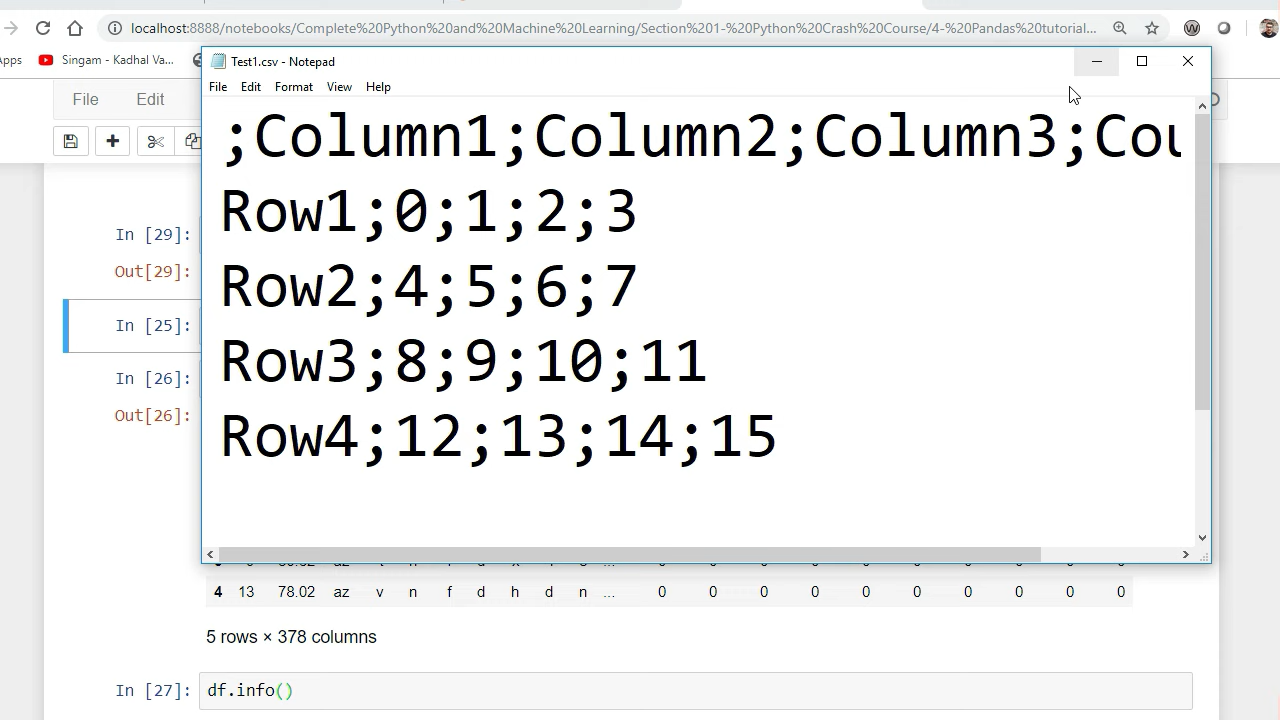 localhost:8888/notebooks/Complete%20Python%20and%20Machine%20Learning/Section%201-%20Python%20Crash%20Course/4-%20Pandas%20tutorial...
Apps
Singam - Kadhal Va...
Test1.csv - Notepad
File Edit Format View Help
File Edit
;Column1;Column2;Column3;Cou
Row1;0;1;2;3
In [29]:
Row2;4;5;6;7
Out[29]:
In [25]:
Row3;8;9;10;11
In [26]:
Out[26]:
Row4;12;13;14;15
4 13 78.02 az v n f d h d n ... 0 0 0 0 0 0 0 0 0 0
5 rows × 378 columns
In [27]: df.info()